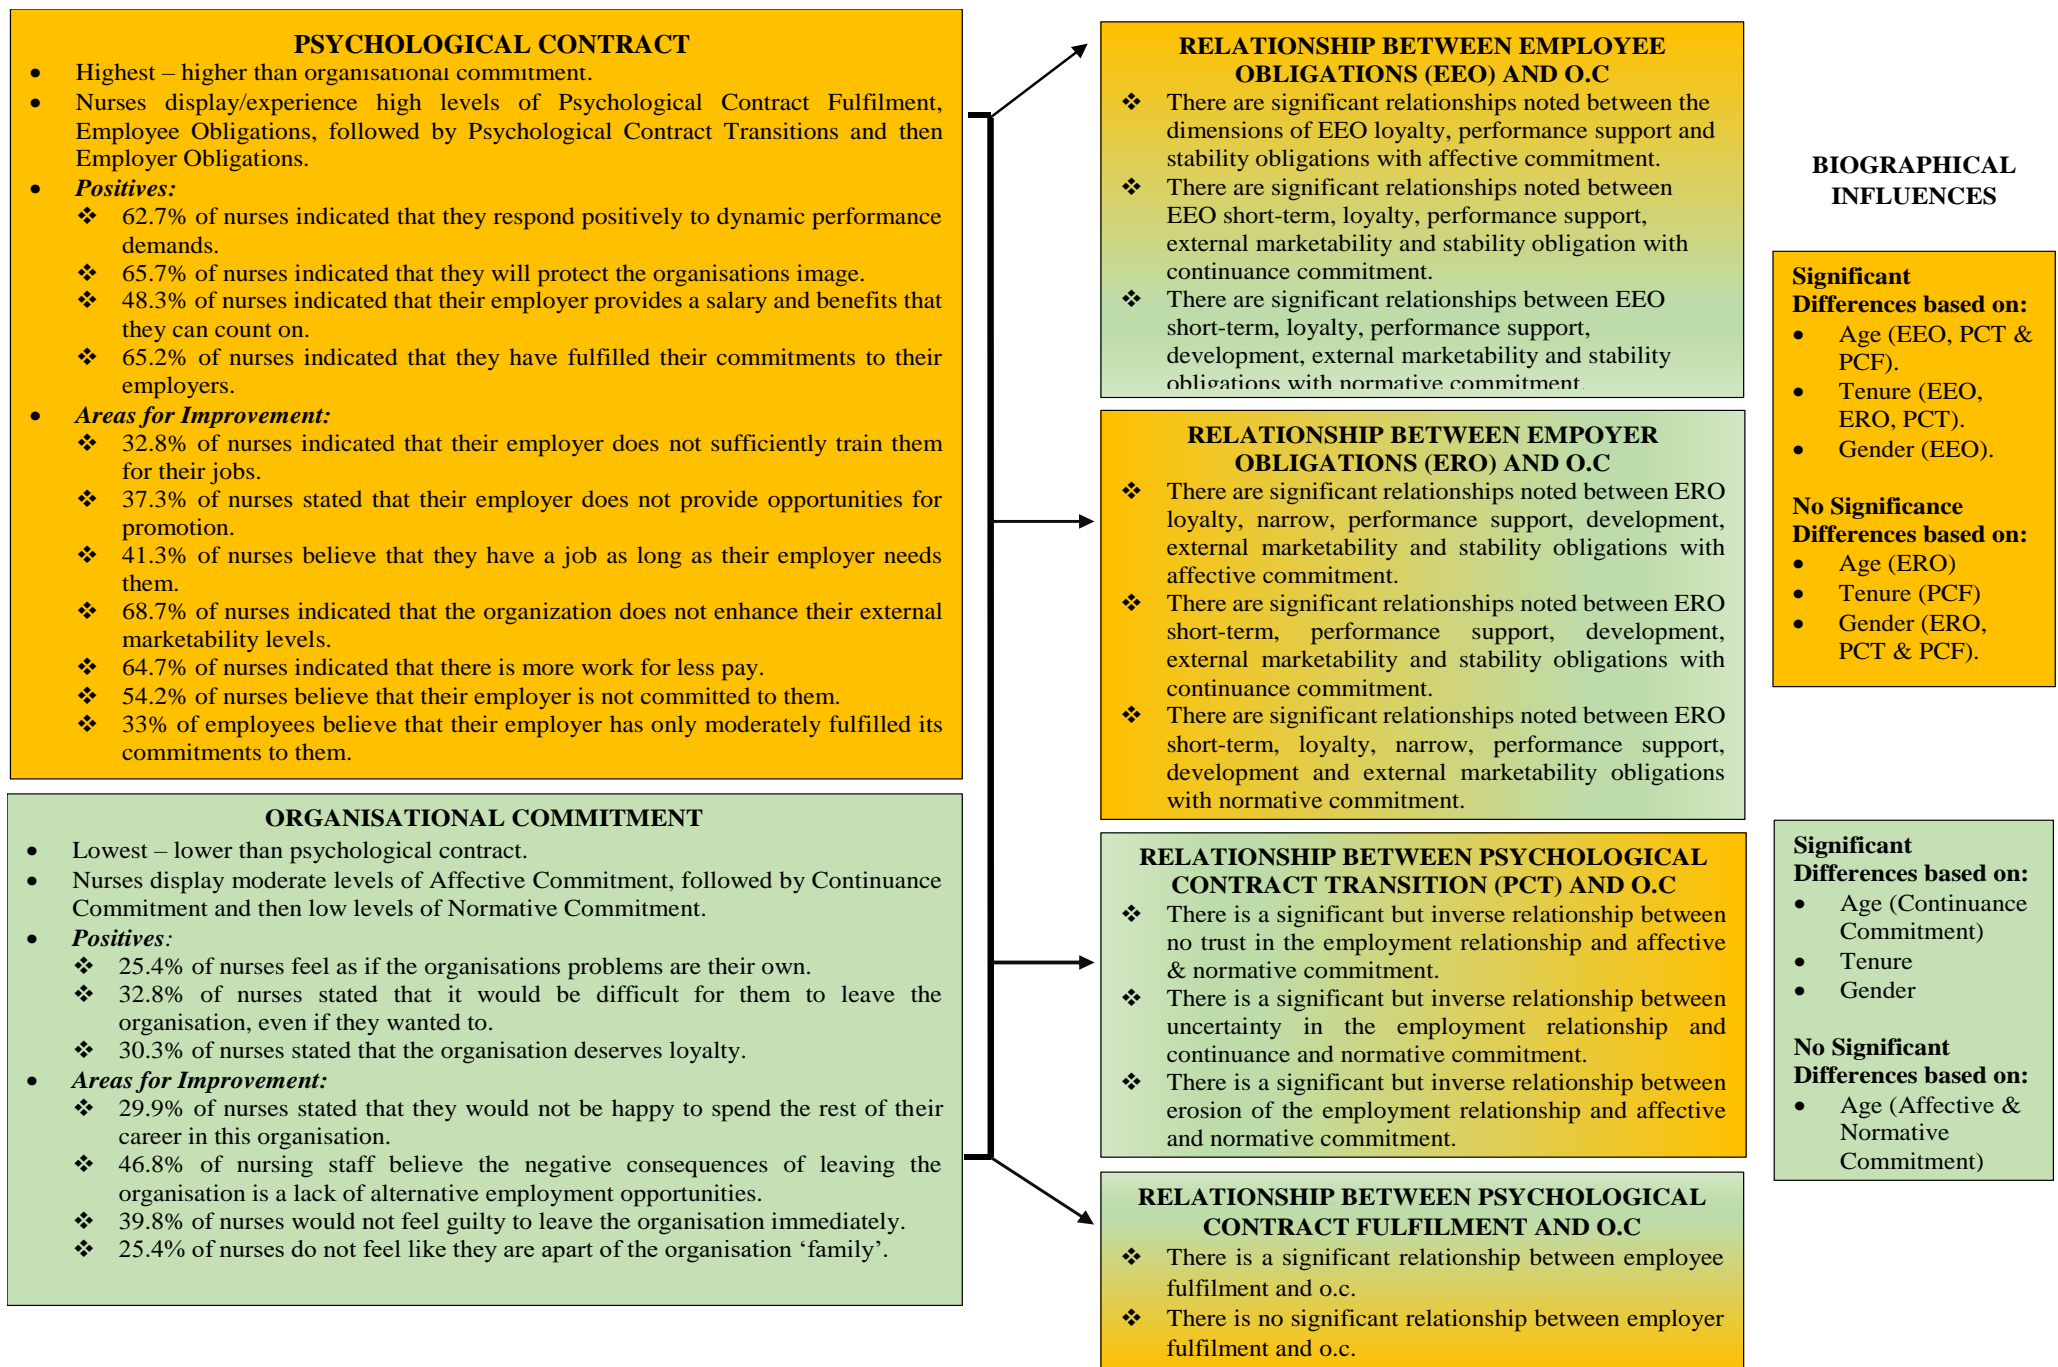 PSYCHOLOGICAL CONTRACT
• Highest – higher than organisational commitment.
• Nurses display/experience high levels of Psychological Contract Fulfilment,
Employee Obligations, followed by Psychological Contract Transitions and then
Employer Obligations.
• Positives:
❖ 62.7% of nurses indicated that they respond positively to dynamic performance
demands.
❖ 65.7% of nurses indicated that they will protect the organisations image.
❖ 48.3% of nurses indicated that their employer provides a salary and benefits that
they can count on.
❖ 65.2% of nurses indicated that they have fulfilled their commitments to their
employers.
• Areas for Improvement:
❖ 32.8% of nurses indicated that their employer does not sufficiently train them
for their jobs.
❖ 37.3% of nurses stated that their employer does not provide opportunities for
promotion.
❖ 41.3% of nurses believe that they have a job as long as their employer needs
them.
❖ 68.7% of nurses indicated that the organization does not enhance their external
marketability levels.
❖ 64.7% of nurses indicated that there is more work for less pay.
❖ 54.2% of nurses believe that their employer is not committed to them.
❖ 33% of employees believe that their employer has only moderately fulfilled its
commitments to them.
ORGANISATIONAL COMMITMENT
• Lowest – lower than psychological contract.
• Nurses display moderate levels of Affective Commitment, followed by Continuance
Commitment and then low levels of Normative Commitment.
• Positives:
❖ 25.4% of nurses feel as if the organisations problems are their own.
❖ 32.8% of nurses stated that it would be difficult for them to leave the
organisation, even if they wanted to.
❖ 30.3% of nurses stated that the organisation deserves loyalty.
• Areas for Improvement:
❖ 29.9% of nurses stated that they would not be happy to spend the rest of their
career in this organisation.
❖ 46.8% of nursing staff believe the negative consequences of leaving the
organisation is a lack of alternative employment opportunities.
❖ 39.8% of nurses would not feel guilty to leave the organisation immediately.
❖ 25.4% of nurses do not feel like they are apart of the organisation ‘family’.
RELATIONSHIP BETWEEN EMPLOYEE
OBLIGATIONS (EEO) AND O.C
❖ There are significant relationships noted between the
dimensions of EEO loyalty, performance support and
stability obligations with affective commitment.
❖ There are significant relationships noted between
EEO short-term, loyalty, performance support,
external marketability and stability obligation with
continuance commitment.
❖ There are significant relationships between EEO
short-term, loyalty, performance support,
development, external marketability and stability
obligations with normative commitment.
RELATIONSHIP BETWEEN EMPOYER
OBLIGATIONS (ERO) AND O.C
❖ There are significant relationships noted between ERO
loyalty, narrow, performance support, development,
external marketability and stability obligations with
affective commitment.
❖ There are significant relationships noted between ERO
short-term, performance support, development,
external marketability and stability obligations with
continuance commitment.
❖ There are significant relationships noted between ERO
short-term, loyalty, narrow, performance support,
development and external marketability obligations
with normative commitment.
RELATIONSHIP BETWEEN PSYCHOLOGICAL
CONTRACT TRANSITION (PCT) AND O.C
❖ There is a significant but inverse relationship between
no trust in the employment relationship and affective
& normative commitment.
❖ There is a significant but inverse relationship between
uncertainty in the employment relationship and
continuance and normative commitment.
❖ There is a significant but inverse relationship between
erosion of the employment relationship and affective
and normative commitment.
RELATIONSHIP BETWEEN PSYCHOLOGICAL
CONTRACT FULFILMENT AND O.C
❖ There is a significant relationship between employee
fulfilment and o.c.
❖ There is no significant relationship between employer
fulfilment and o.c.
BIOGRAPHICAL
INFLUENCES
Significant
Differences based on:
• Age (EEO, PCT &
PCF).
• Tenure (EEO,
ERO, PCT).
• Gender (EEO).
No Significance
Differences based on:
• Age (ERO)
• Tenure (PCF)
• Gender (ERO,
PCT & PCF).
Significant
Differences based on:
• Age (Continuance
Commitment)
• Tenure
• Gender
No Significant
Differences based on:
• Age (Affective &
Normative
Commitment)